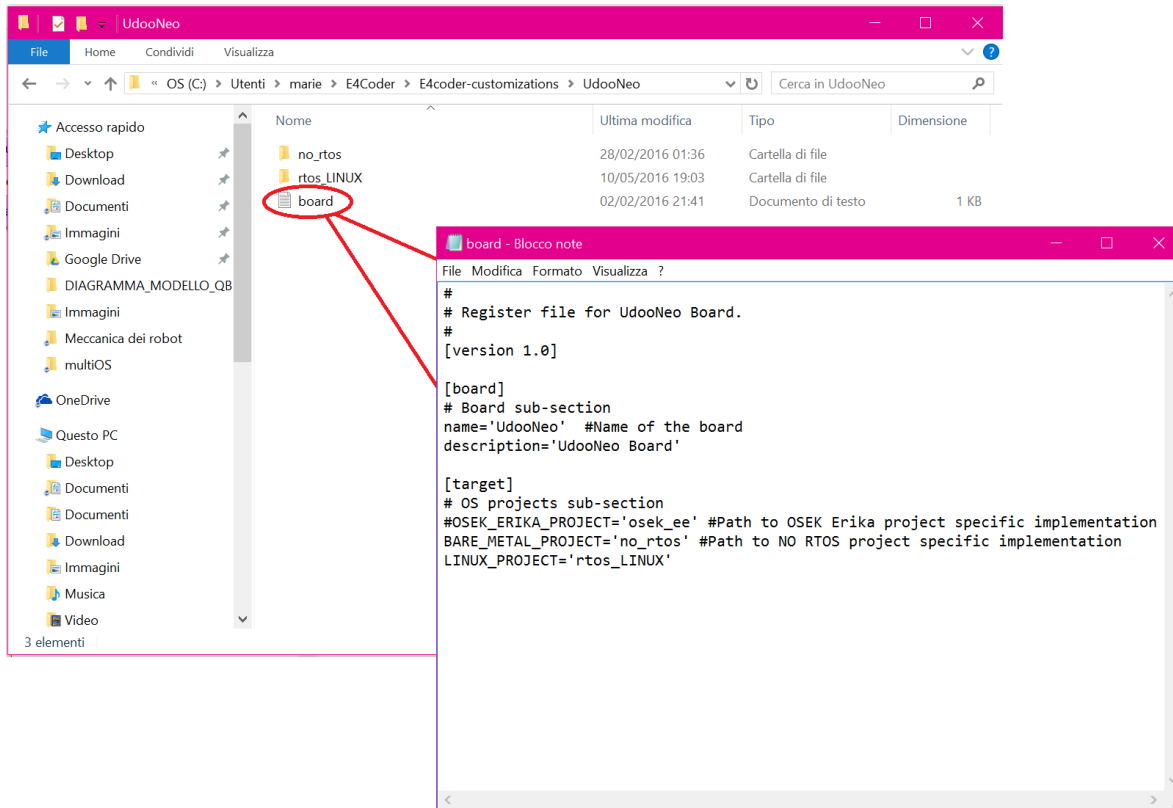 UdooNeo
File Home Condividi Visualizza
« OS (C:) > Utenti > marie > E4Coder > E4coder-customizations > UdooNeo
Cerca in UdooNeo
Accesso rapido
Desktop
Download
Documenti
Immagini
Google Drive
DIAGRAMMA_MODELLO_QB
Immagini
Meccanica dei robot
multiOS
OneDrive
Questo PC
Desktop
Documenti
Documenti
Download
Immagini
Musica
Video
3 elementi
Nome Ultima modifica Tipo Dimensione
no_rtos 28/02/2016 01:36 Cartella di file
rtos_LINUX 10/05/2016 19:03 Cartella di file
board 02/02/2016 21:41 Documento di testo 1 KB
board - Blocco note
File Modifica Formato Visualizza ?
#
# Register file for UdooNeo Board.
#
[version 1.0]
[board]
# Board sub-section
name='UdooNeo'  #Name of the board
description='UdooNeo Board'
[target]
# OS projects sub-section
#OSEK_ERIKA_PROJECT='osek_ee' #Path to OSEK Erika project specific implementation
BARE_METAL_PROJECT='no_rtos' #Path to NO RTOS project specific implementation
LINUX_PROJECT='rtos_LINUX'